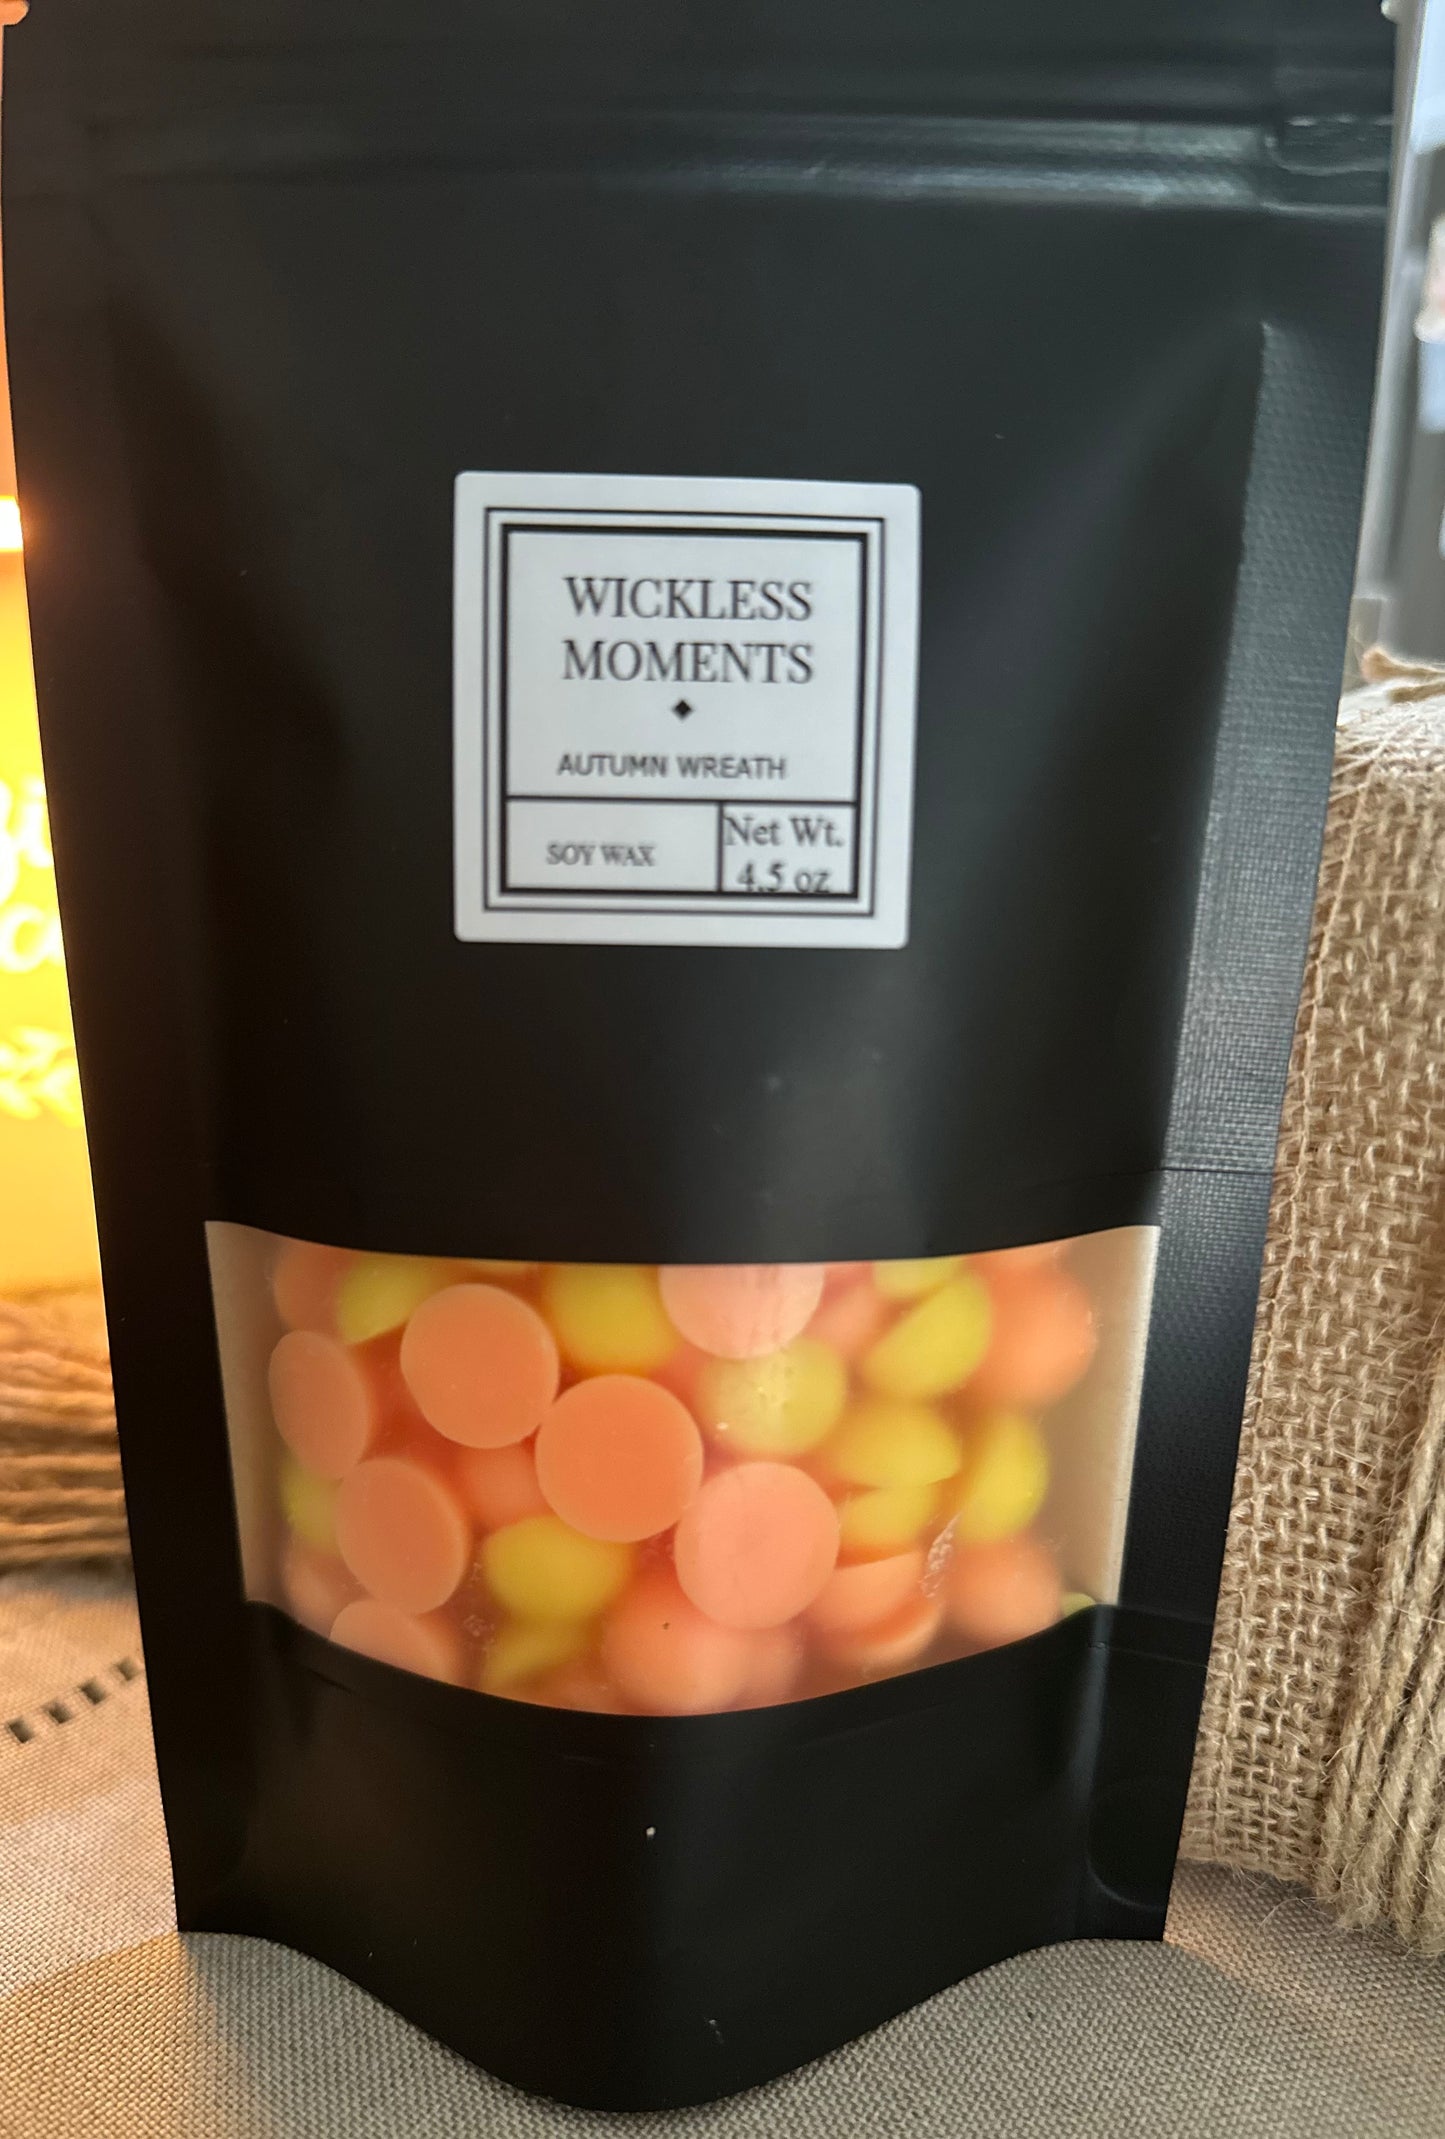 WICKLESS
MOMENTS
AUTUMN WREATH
SOY WAX
Net Wt.
4.5 oz